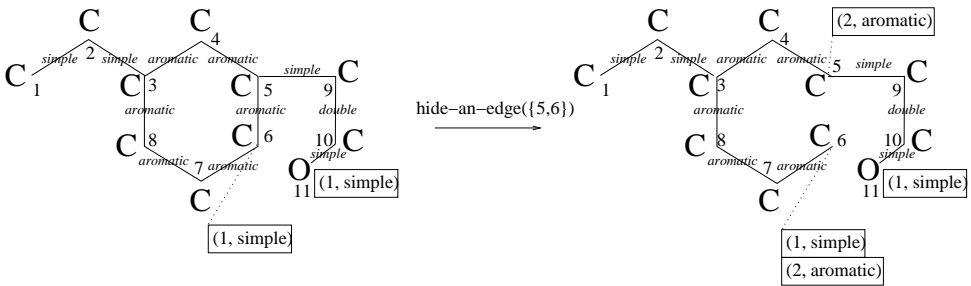 C C
simple 2 simple aromatic 4 aromatic simple
C 1 C 3 C 5 9 C
aromatic aromatic double
C 8 C 6 10 C
aromatic 7 aromatic simple
C O 11
(1, simple)
(1, simple)
hide-an-edge({5,6})
(2, aromatic)
C C
simple 2 simple aromatic 4 aromatic 5 simple
C 1 C 3 C 9 C
aromatic double
C 8 C 6 10 C
aromatic 7 aromatic simple
C O 11
(1, simple)
(1, simple)
(2, aromatic)